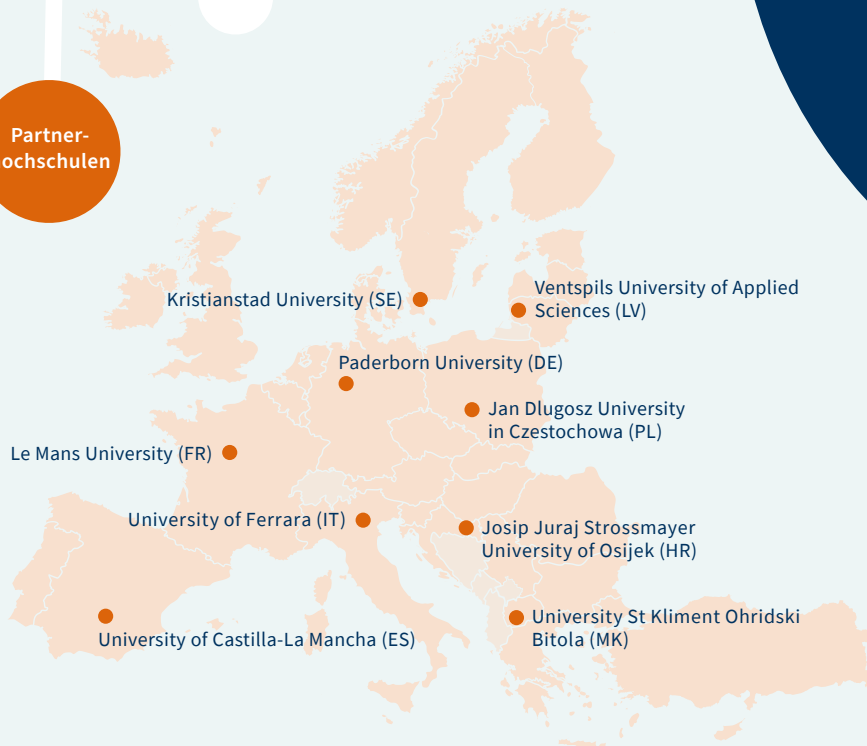 Partner-
ochschulen
Kristianstad University (SE)
Ventspils University of Applied
Sciences (LV)
Paderborn University (DE)
Jan Dlugosz University
in Czestochowa (PL)
Le Mans University (FR)
University of Ferrara (IT)
Josip Juraj Strossmayer
University of Osijek (HR)
University of Castilla-La Mancha (ES)
University St Kliment Ohridski
Bitola (MK)